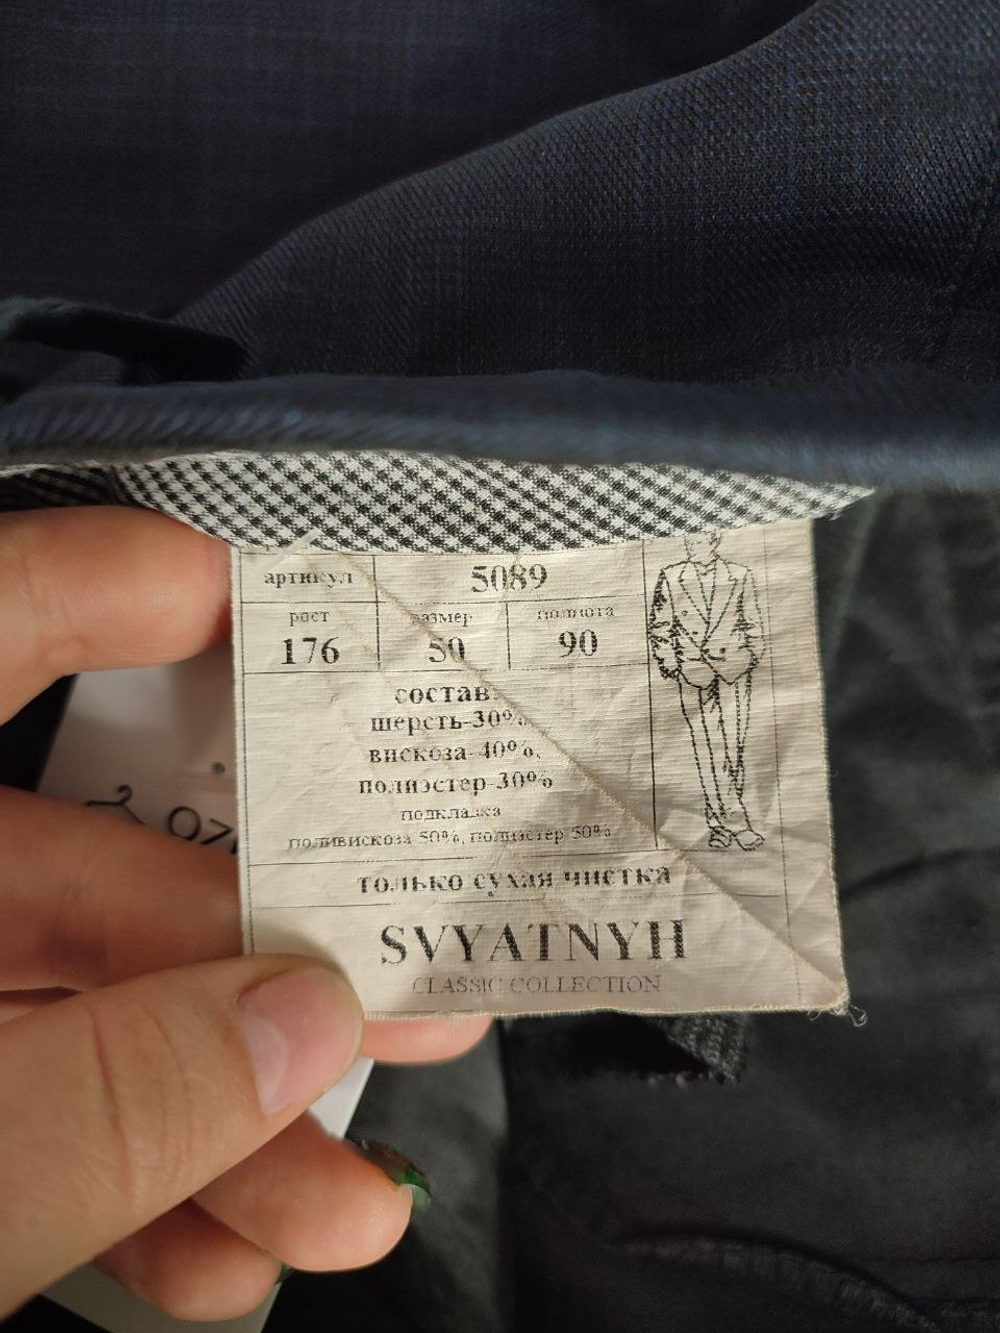 артикул 5089
рост размер полнота
176 50 90
состав:
шерсть-30%,
вискоза-40%,
полиэстер-30%
подкладка
поливискоза 50%, полиэстер 50%
только сухая чистка
SVYATNYH
CLASSIC COLLECTION